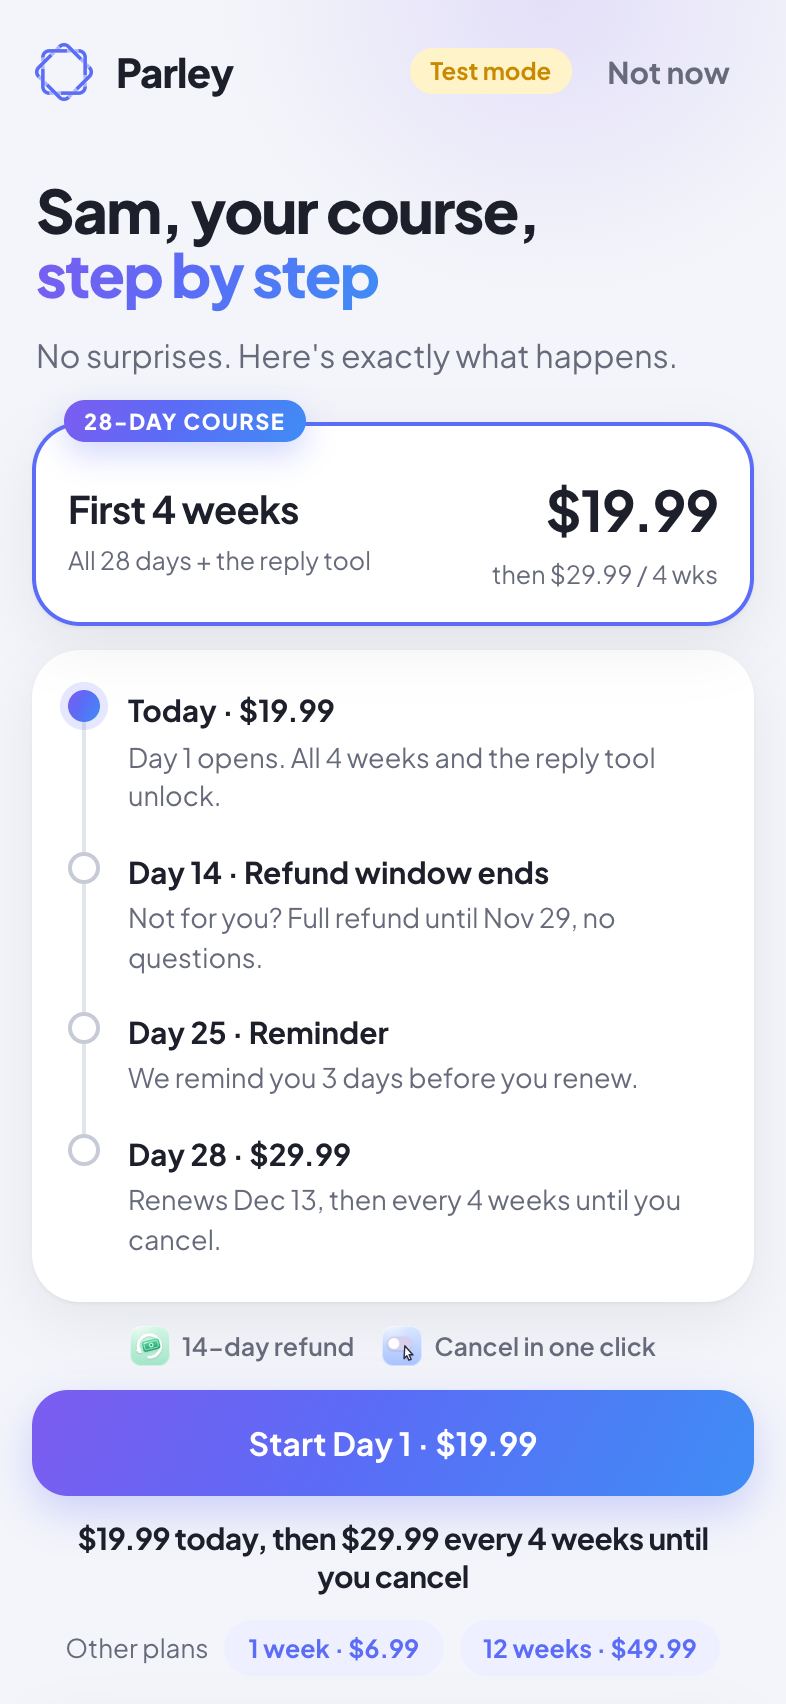 Parley
Test mode
Not now
Sam, your course,
step by step
No surprises. Here's exactly what happens.
28-DAY COURSE
First 4 weeks
$19.99
All 28 days + the reply tool
then $29.99 / 4 wks
Today · $19.99
Day 1 opens. All 4 weeks and the reply tool
unlock.
Day 14 · Refund window ends
Not for you? Full refund until Nov 29, no
questions.
Day 25 · Reminder
We remind you 3 days before you renew.
Day 28 · $29.99
Renews Dec 13, then every 4 weeks until you
cancel.
14-day refund
Cancel in one click
Start Day 1 · $19.99
$19.99 today, then $29.99 every 4 weeks until
you cancel
Other plans
1 week · $6.99
12 weeks · $49.99